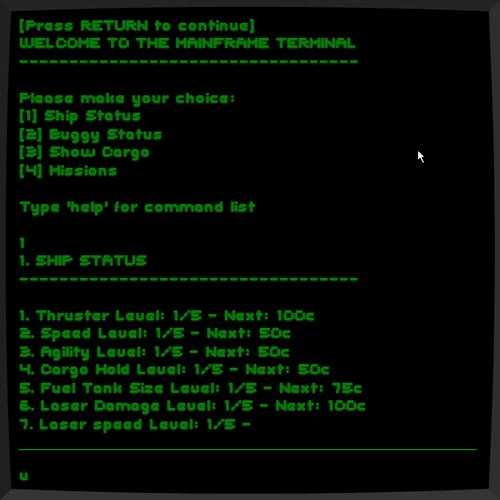 [Press RETURN to continue]
WELCOME TO THE MAINFRAME TERMINAL
----------------------------------
Please make your choice:
[1] Ship Status
[2] Buggy Status
[3] Show Cargo
[4] Missions
Type 'help' for command list
1
1. SHIP STATUS
----------------------------------
1. Thruster Level: 1/5 - Next: 100c
2. Speed Level: 1/5 - Next: 50c
3. Agility Level: 1/5 - Next: 50c
4. Cargo Hold Level: 1/5 - Next: 50c
5. Fuel Tank Size Level: 1/5 - Next: 75c
6. Laser Damage Level: 1/5 - Next: 100c
7. Laser speed Level: 1/5 -
u